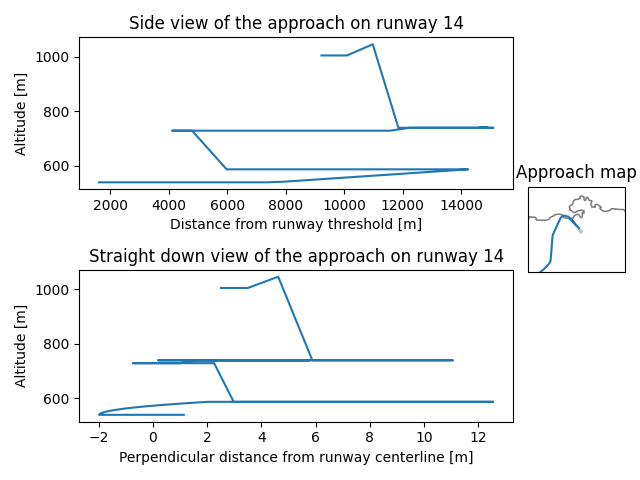 Side view of the approach on runway 14
Altitude [m]
1000
800
600
2000 4000 6000 8000 10000 12000 14000
Distance from runway threshold [m]
Approach map
Straight down view of the approach on runway 14
Altitude [m]
1000
800
600
−2 0 2 4 6 8 10 12
Perpendicular distance from runway centerline [m]